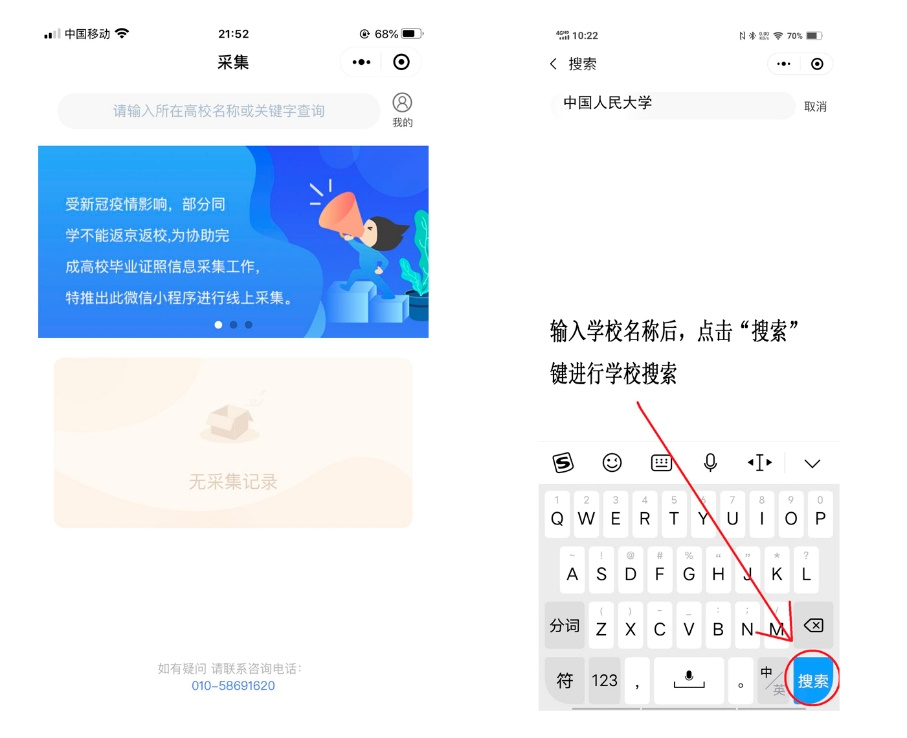 中国移动
21:52
68%
采集
请输入所在高校名称或关键字查询
我的
受新冠疫情影响，部分同
学不能返京返校,为协助完
成高校毕业证照信息采集工作，
特推出此微信小程序进行线上采集。
无采集记录
如有疑问 请联系咨询电话：
010-58691620
10:22
70%
搜索
中国人民大学
取消
输入学校名称后，点击“搜索”
键进行学校搜索
1 2 3 4 5 6 7 8 9 0
Q W E R T Y U I O P
~ ! @ # % “ ” * ?
A S D F G H J K L
( ) - _ : ; /
分词 Z X C V B N M
符 123 , 。 中/英 搜索